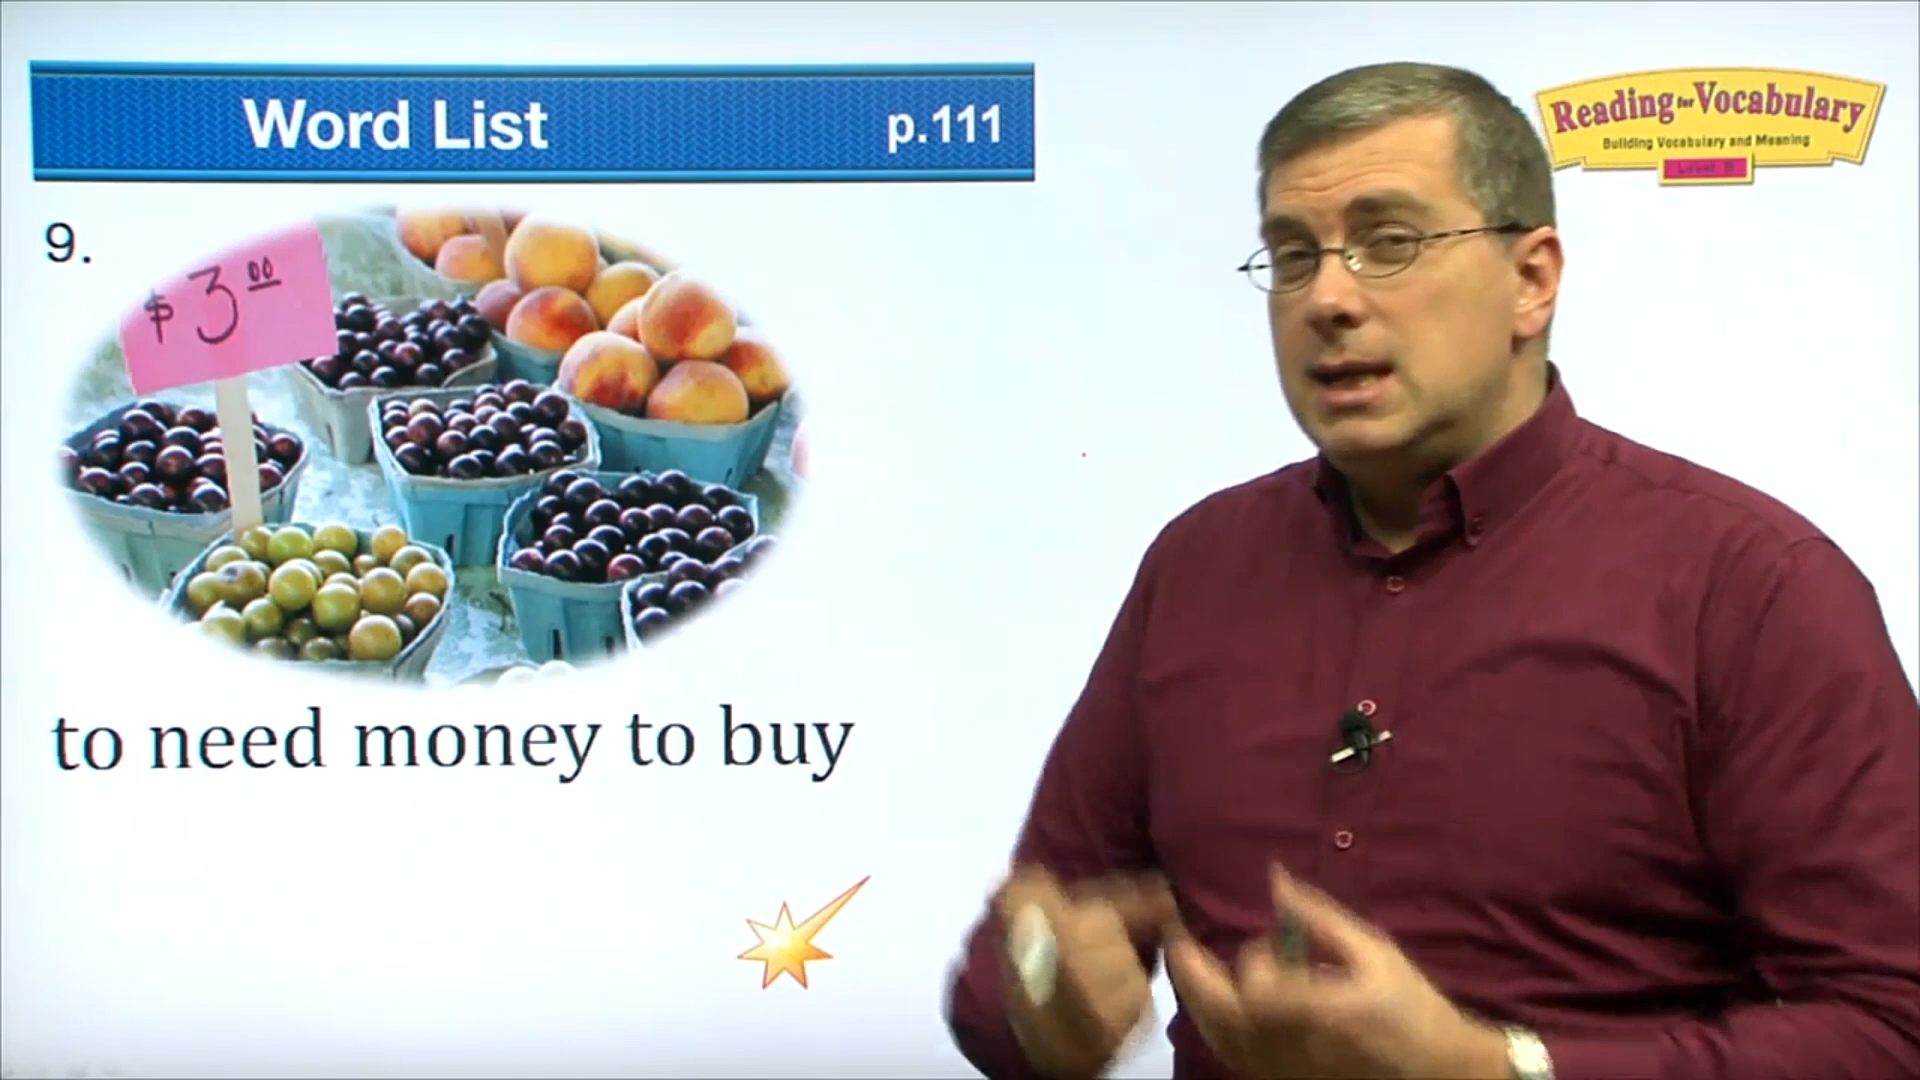 Word List
p.111
Reading for Vocabulary
Building Vocabulary and Meaning
9.
$3.00
to need money to buy